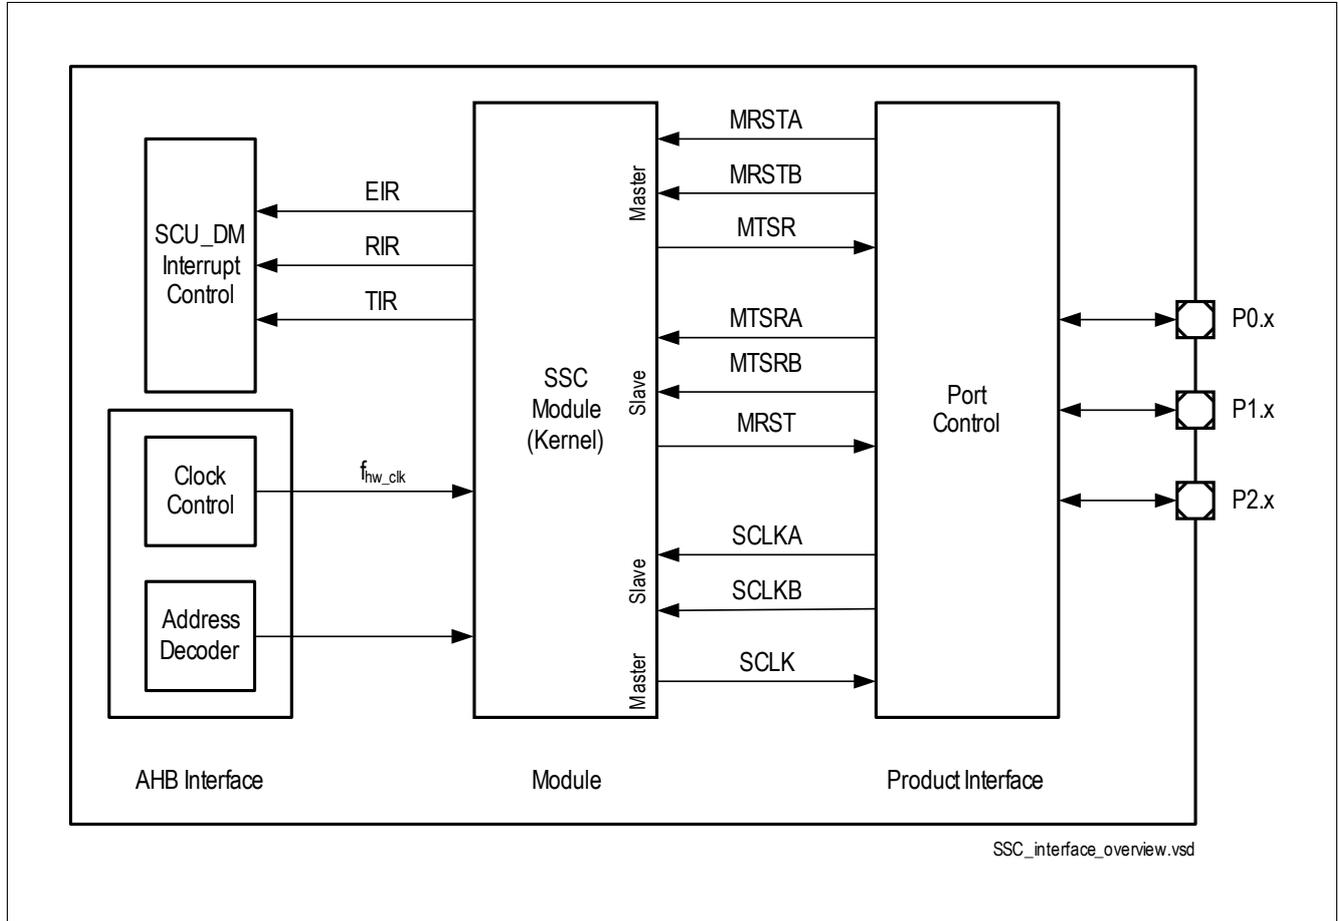 SCU_DM
Interrupt
Control
EIR
RIR
TIR
Clock
Control
Address
Decoder
fhw_clk
SSC
Module
(Kernel)
Master
Slave
Slave
Master
MRSTA
MRSTB
MTSR
MTSRA
MTSRB
MRST
SCLKA
SCLKB
SCLK
Port
Control
P0.x
P1.x
P2.x
AHB Interface
Module
Product Interface
SSC_interface_overview.vsd